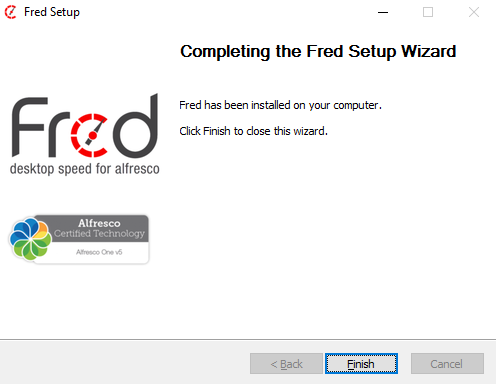 Fred Setup
Completing the Fred Setup Wizard
Fred has been installed on your computer.
Click Finish to close this wizard.
Fred
desktop speed for alfresco
Alfresco
Certified Technology
Alfresco One v5
< Back
Finish
Cancel